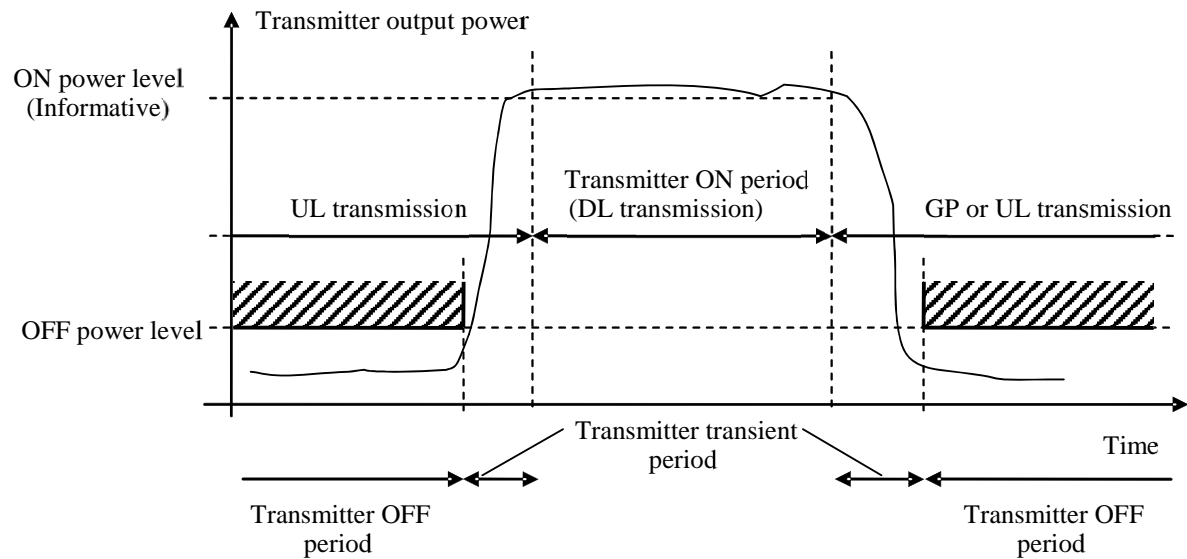 Transmitter output power
ON power level
(Informative)
Transmitter ON period
(DL transmission)
UL transmission
GP or UL transmission
OFF power level
Transmitter transient
period
Time
Transmitter OFF
period
Transmitter OFF
period